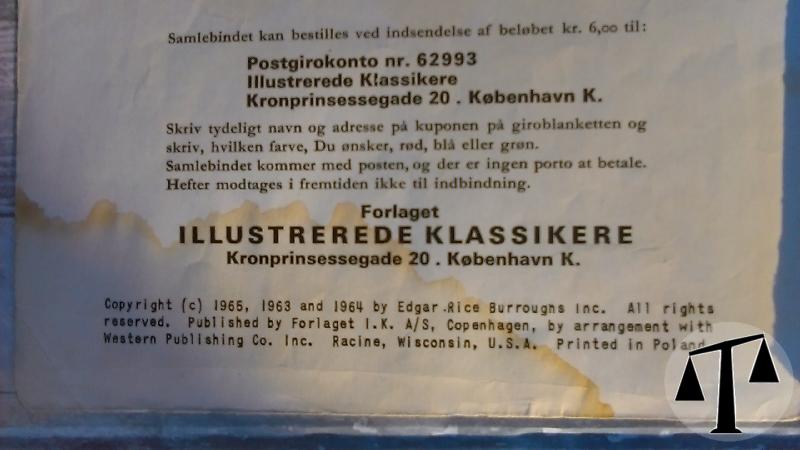 Samlebindet kan bestilles ved indsendelse af beløbet kr. 6,00 til:
Postgirokonto nr. 62993
Illustrerede Klassikere
Kronprinsessegade 20 . København K.
Skriv tydeligt navn og adresse på kuponen på giroblanketten og
skriv, hvilken farve, Du ønsker, rød, blå eller grøn.
Samlebindet kommer med posten, og der er ingen porto at betale.
Hefter modtages i fremtiden ikke til indbindning.
Forlaget
ILLUSTREREDE KLASSIKERE
Kronprinsessegade 20 . København K.
Copyright (c) 1965, 1963 and 1964 by Edgar Rice Burroughs Inc. All rights
reserved. Published by Forlaget I.K. A/S, Copenhagen, by arrangement with
Western Publishing Co. Inc. Racine, Wisconsin, U.S.A. Printed in Poland